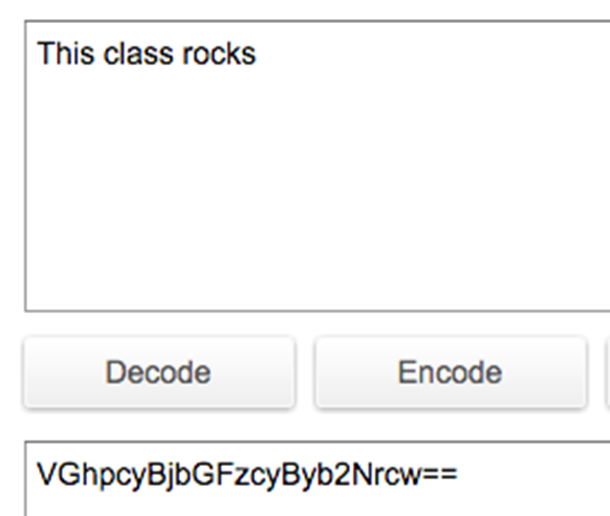 This class rocks
Decode
Encode
VGhpcyBjbGFzcyByb2Nrcw==